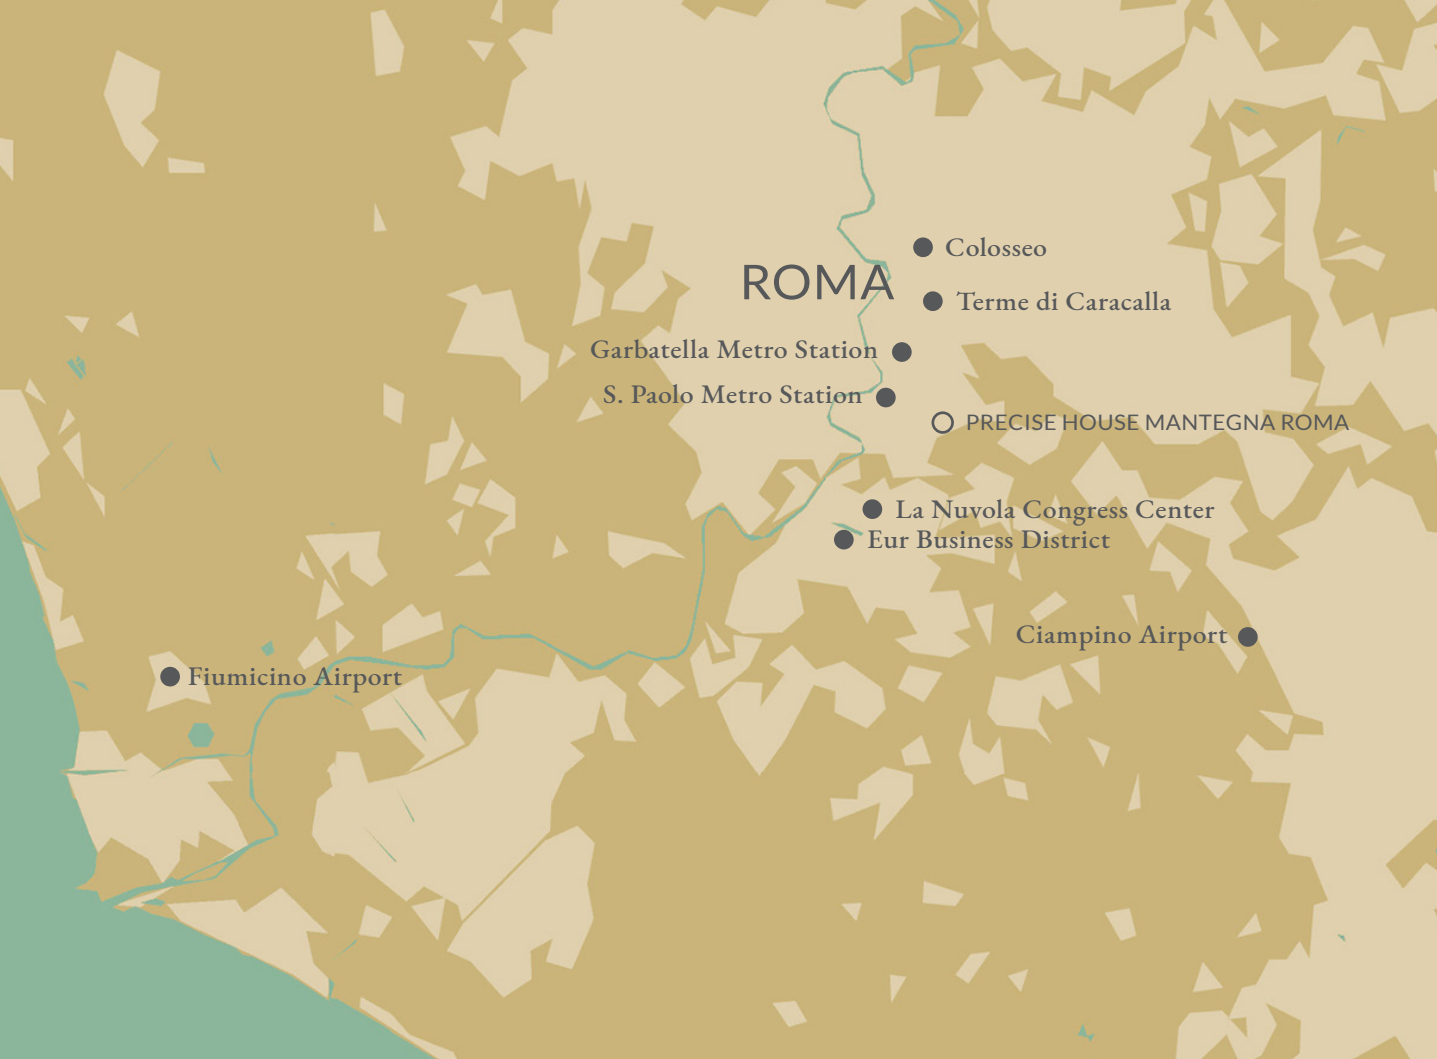 Colosseo
ROMA
Terme di Caracalla
Garbatella Metro Station
S. Paolo Metro Station
PRECISE HOUSE MANTEGNA ROMA
La Nuvola Congress Center
Eur Business District
Ciampino Airport
Fiumicino Airport